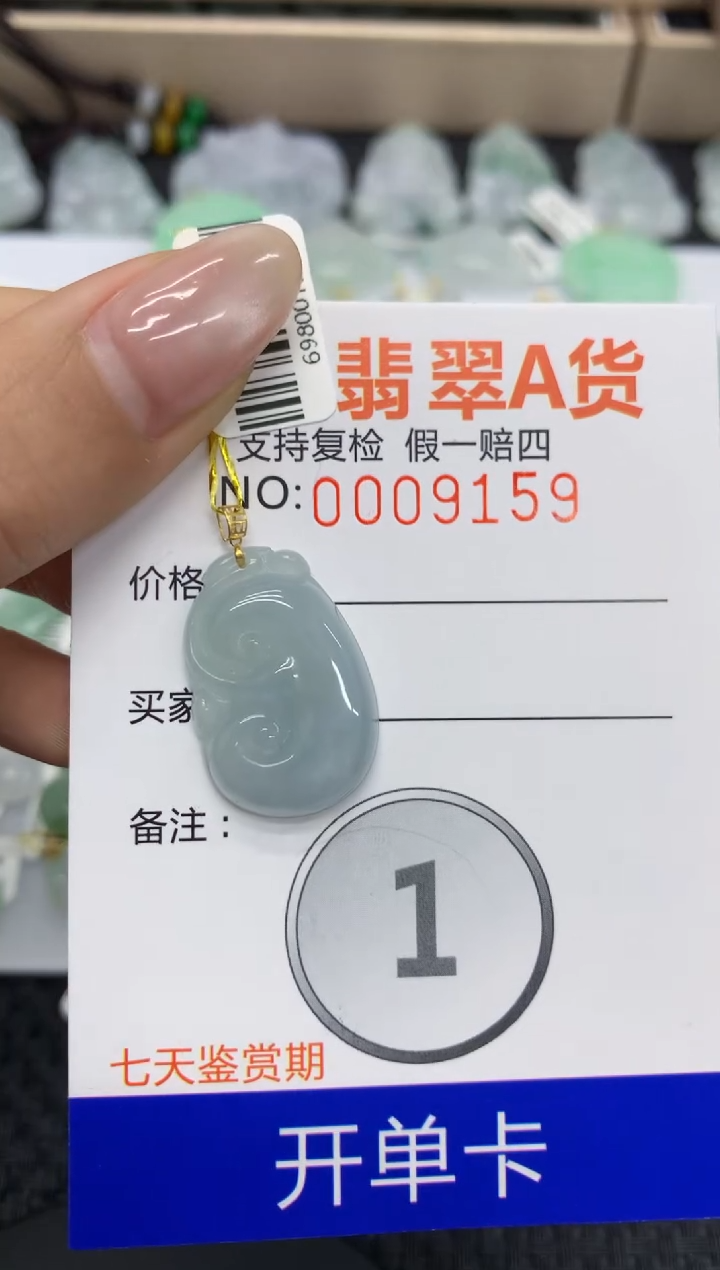 698001
翡翠A货
支持复检 假一赔四
NO:0009159
价格
买家
备注：
1
七天鉴赏期
开单卡